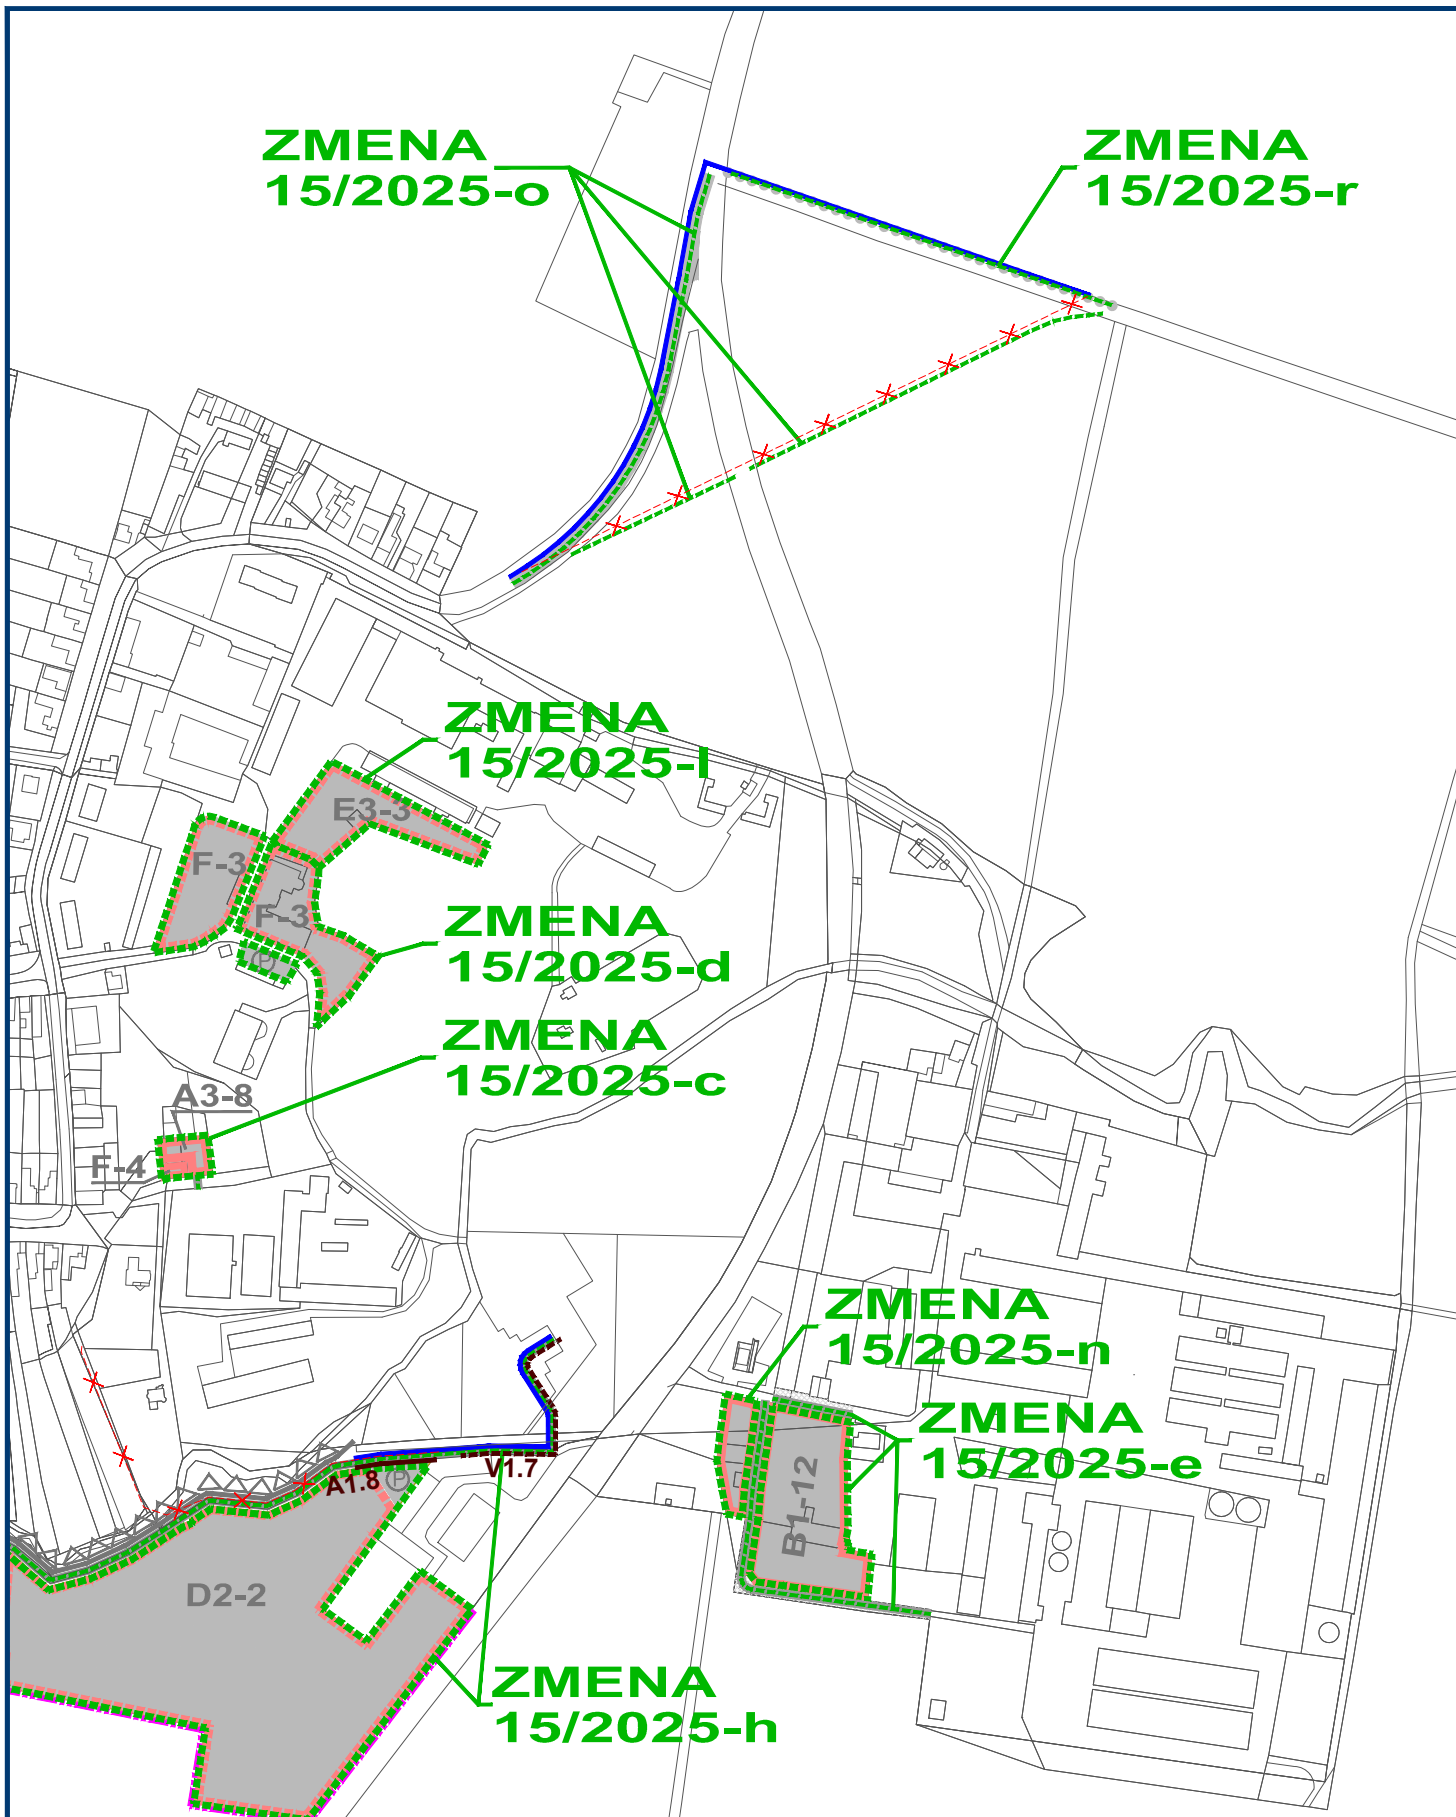 ZMENA
15/2025-o
ZMENA
15/2025-r
ZMENA
15/2025-l
E3-3
F-3
F-3
ZMENA
15/2025-d
P
ZMENA
15/2025-c
A3-8
F-4
ZMENA
15/2025-n
ZMENA
15/2025-e
B1-12
V1.7
A1.8
P
D2-2
ZMENA
15/2025-h